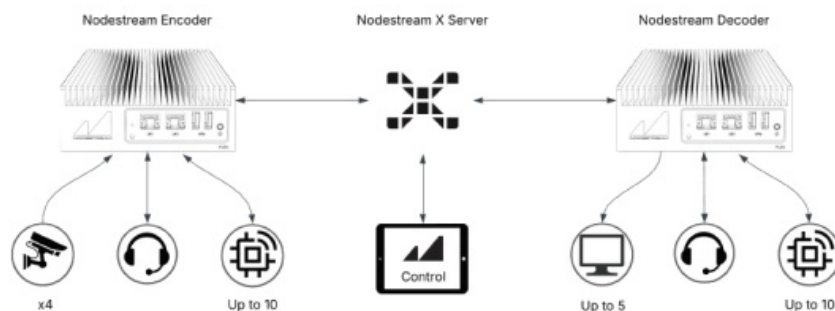 Nodestream Encoder
Nodestream X Server
Nodestream Decoder
Control
x4
Up to 10
Up to 5
Up to 10